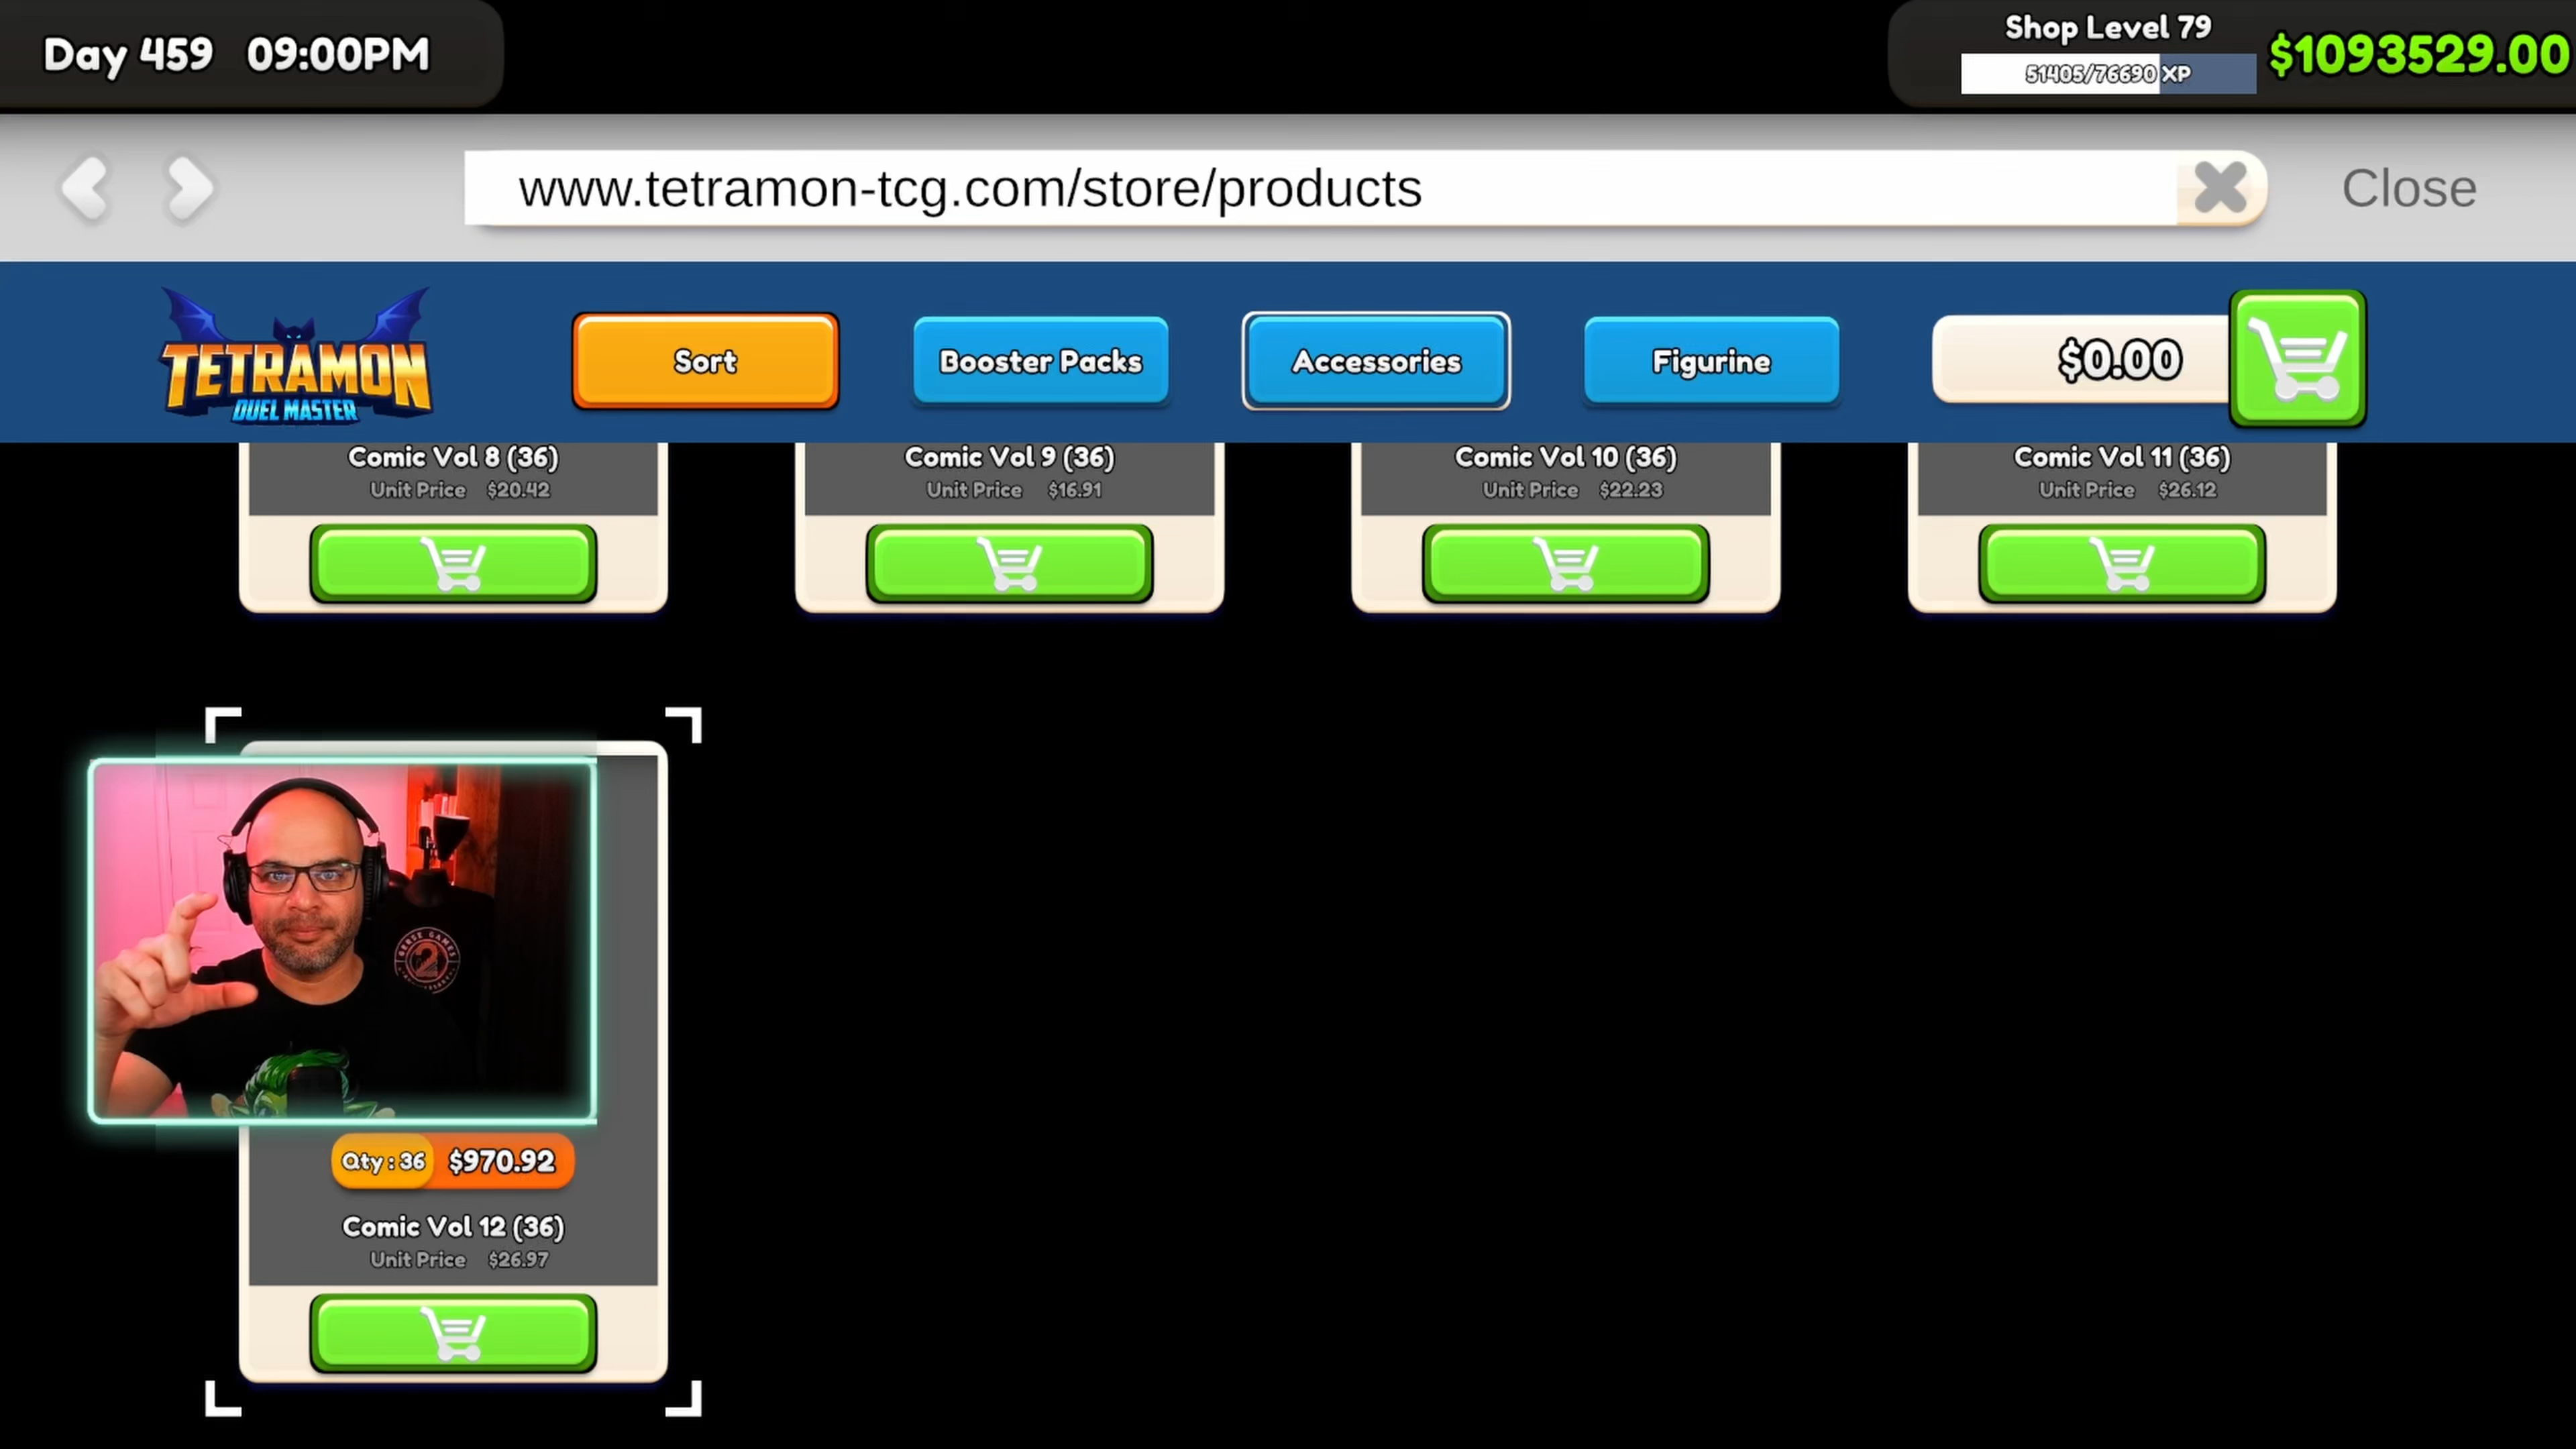 Day 459 09:00PM
Shop Level 79
51405/76690 XP
$1093529.00
www.tetramon-tcg.com/store/products
Close
TETRAMON
DUEL MASTER
Sort
Booster Packs
Accessories
Figurine
$0.00
Comic Vol 8 (36)
Unit Price $20.42
Comic Vol 9 (36)
Unit Price $16.91
Comic Vol 10 (36)
Unit Price $22.23
Comic Vol 11 (36)
Unit Price $26.12
GAMES
2
Qty : 36 $970.92
Comic Vol 12 (36)
Unit Price $26.97